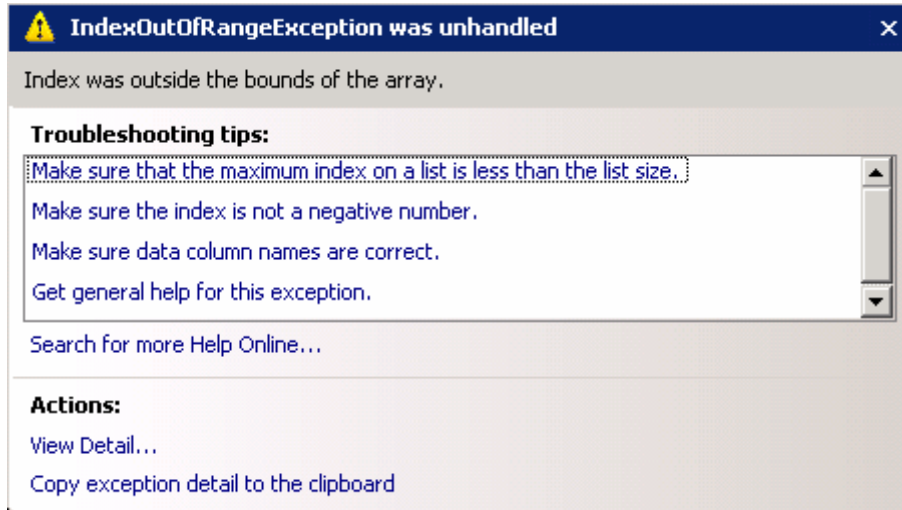 IndexOutOfRangeException was unhandled
Index was outside the bounds of the array.
Troubleshooting tips:
Make sure that the maximum index on a list is less than the list size.
Make sure the index is not a negative number.
Make sure data column names are correct.
Get general help for this exception.
Search for more Help Online...
Actions:
View Detail...
Copy exception detail to the clipboard